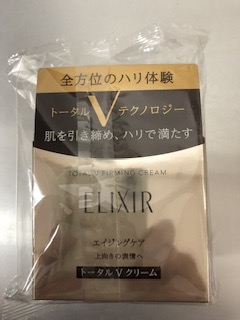 全方位のハリ体験
トータル V テクノロジー
肌を引き締め、ハリで満たす
TOTAL V FIRMING CREAM
ELIXIR
エイジングケア
上向きの表情へ
トータル V クリーム